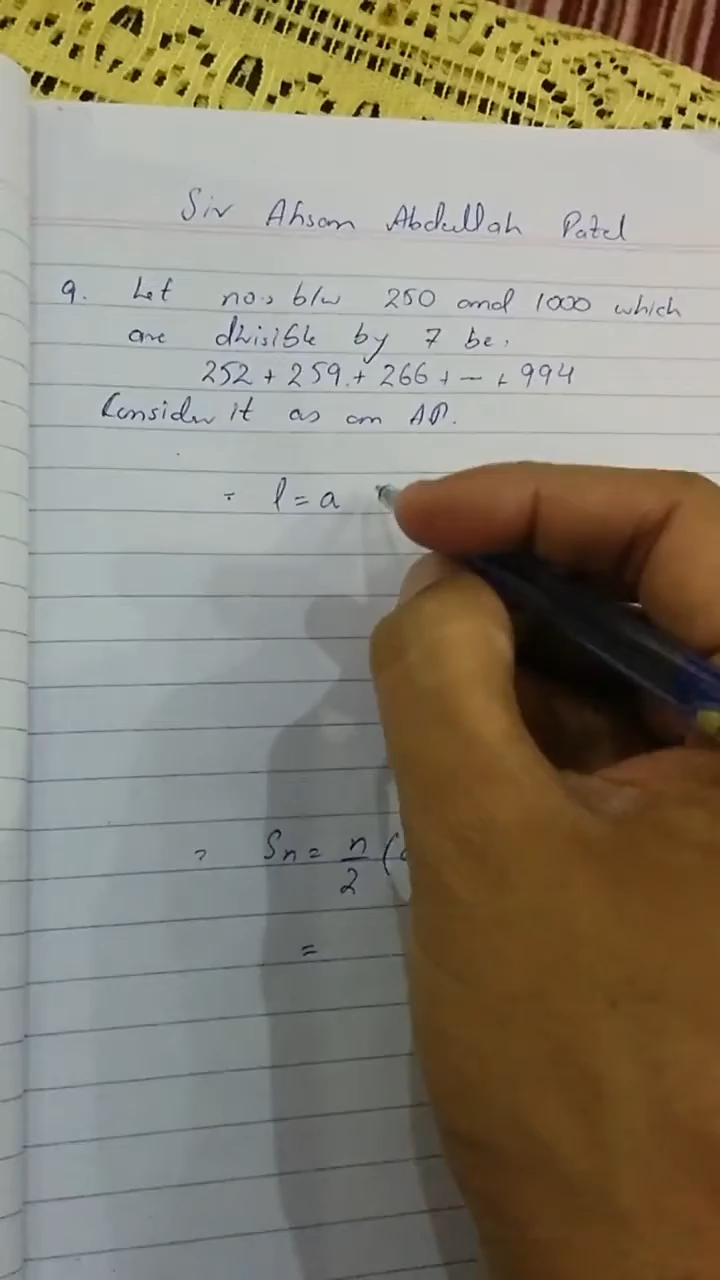 Sir Ahsan Abdullah Patel
9. Let no.s b/w 250 and 1000 which
are divisible by 7 be,
252 + 259 + 266 + - + 994
Consider it as an AP.
= l = a
= Sn = n/2 (
=